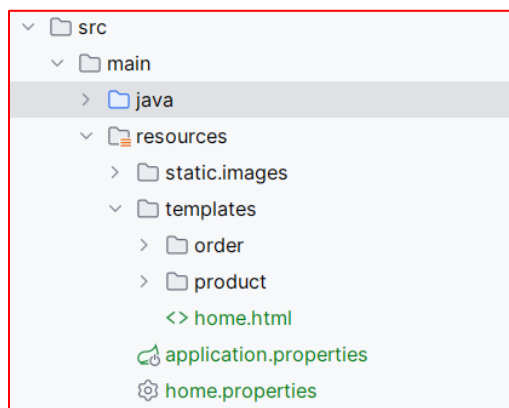 src
main
java
resources
static.images
templates
order
product
home.html
application.properties
home.properties